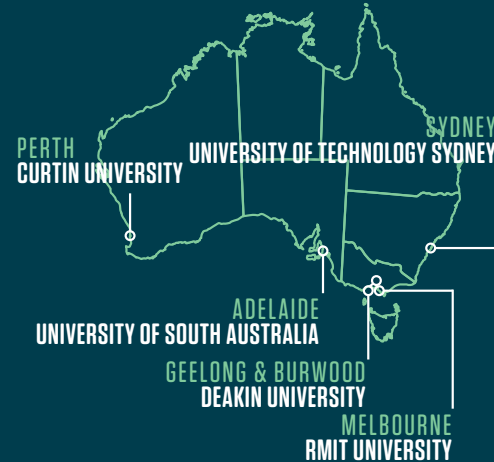 SYDNEY
UNIVERSITY OF TECHNOLOGY SYDNEY
PERTH
CURTIN UNIVERSITY
ADELAIDE
UNIVERSITY OF SOUTH AUSTRALIA
GEELONG & BURWOOD
DEAKIN UNIVERSITY
MELBOURNE
RMIT UNIVERSITY